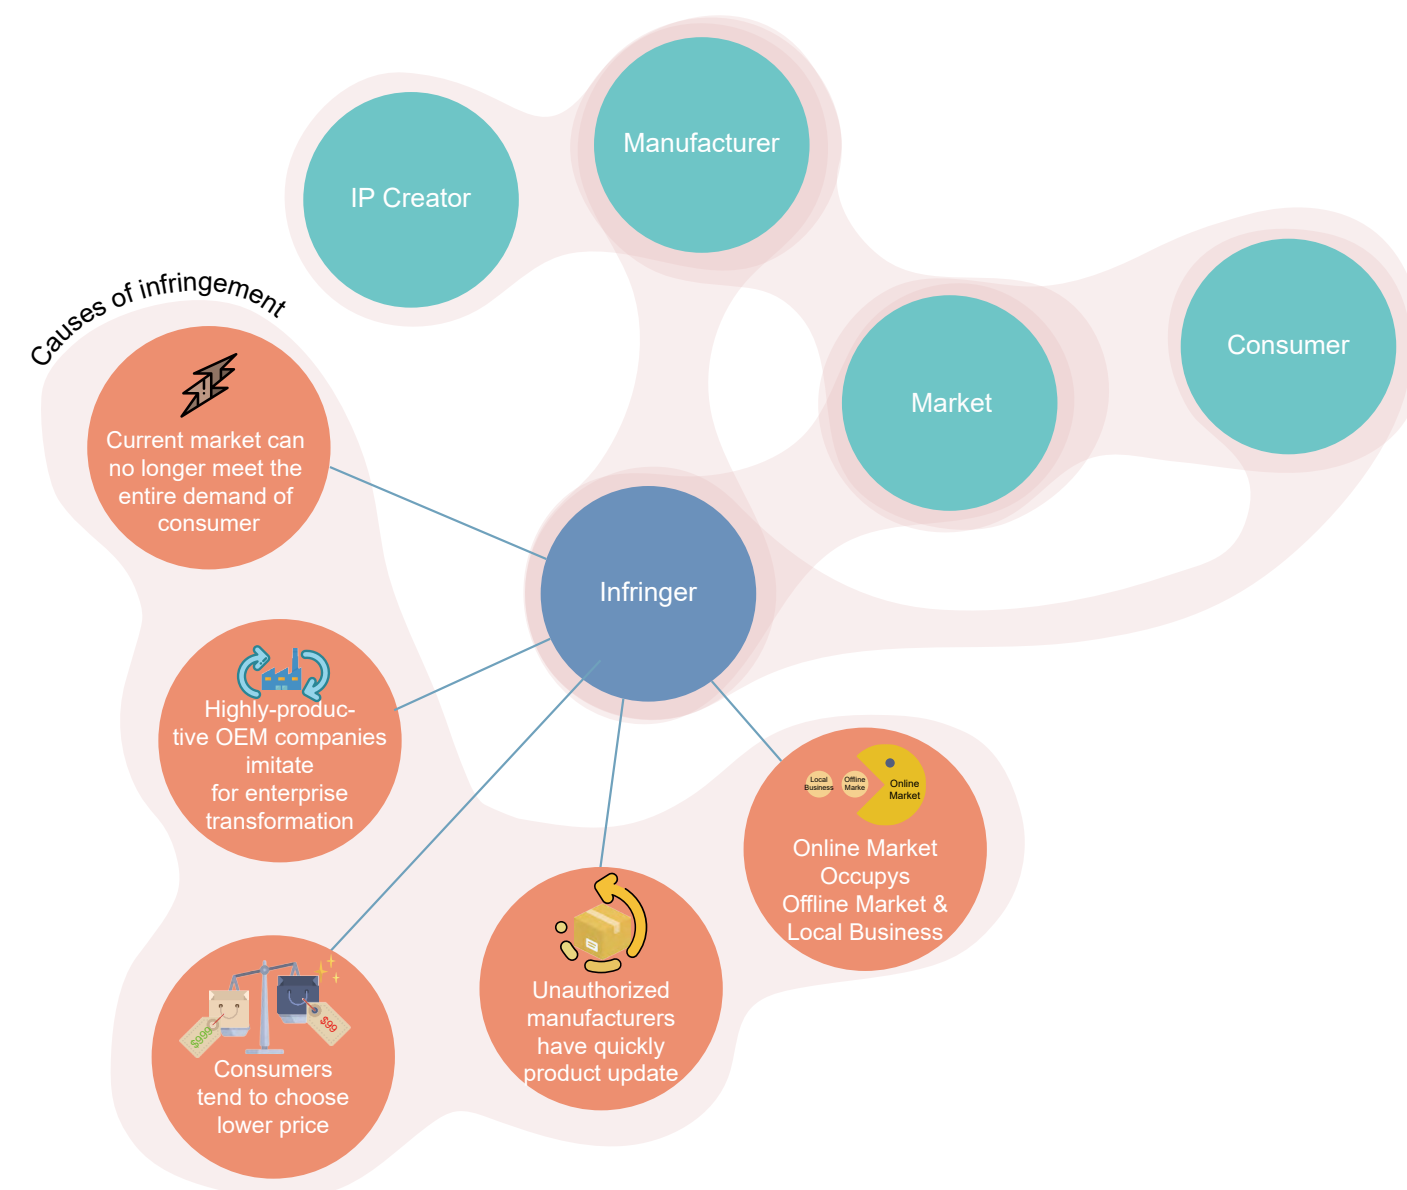 Manufacturer
IP Creator
Consumer
Market
Causes of infringement
Current market can
no longer meet the
entire demand of
consumer
Infringer
Highly-produc-
tive OEM companies
imitate
for enterprise
transformation
Local
Business
Offline
Marke
Online
Market
Online Market
Occupys
Offline Market &
Local Business
Unauthorized
manufacturers
have quickly
product update
$999
$99
Consumers
tend to choose
lower price